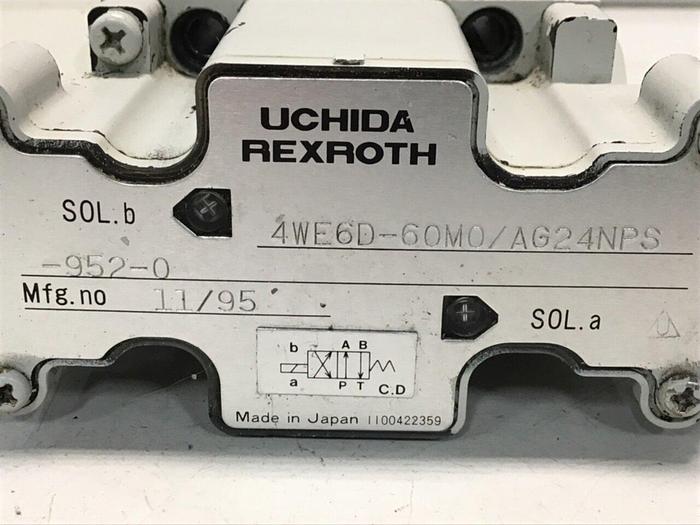 UCHIDA
REXROTH
SOL.b
4WE6D-60M0/AG24NPS
-952-0
Mfg.no 11/95
SOL.a
b A B
a P T C.D
Made in Japan 1100422359